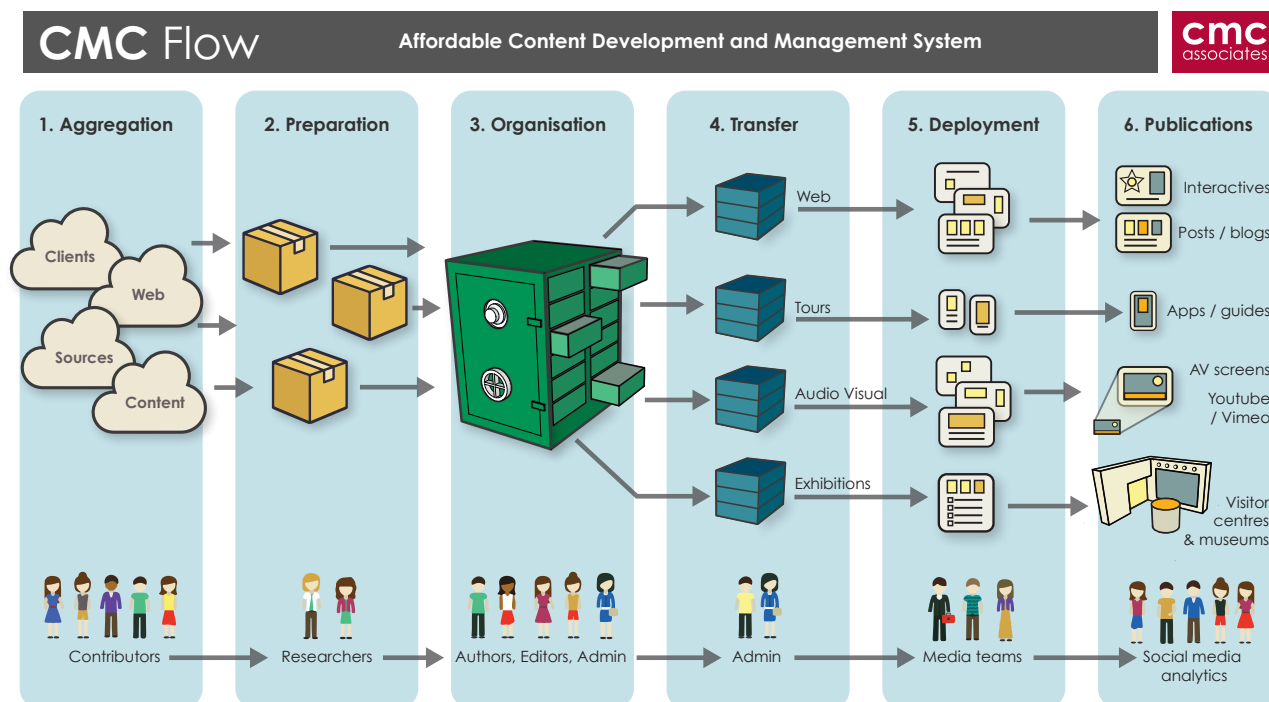 CMC Flow
Affordable Content Development and Management System
cmc
associates
1. Aggregation
2. Preparation
3. Organisation
4. Transfer
5. Deployment
6. Publications
Clients
Web
Sources
Content
Web
Tours
Audio Visual
Exhibitions
Interactives
Posts / blogs
Apps / guides
AV screens
Youtube
/ Vimeo
Visitor
centres
& museums
Contributors
Researchers
Authors, Editors, Admin
Admin
Media teams
Social media
analytics